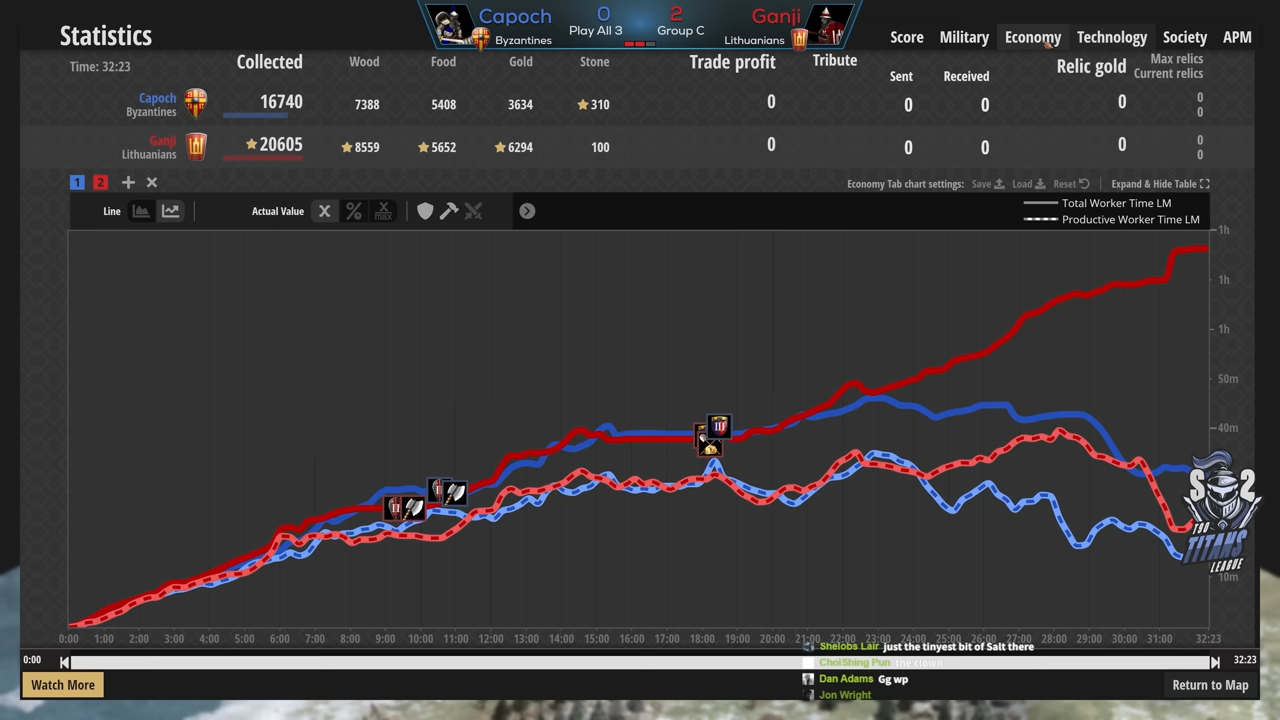 Capoch 0 2 Ganji
Byzantines Play All 3 Group C Lithuanians
Statistics
Score Military Economy Technology Society APM
Time: 32:23
Collected Wood Food Gold Stone Trade profit Tribute Sent Received Relic gold Max relics
Current relics
Capoch 16740 7388 5408 3634 310 0 0 0 0 0
Byzantines 0
Ganji 20605 8559 5652 6294 100 0 0 0 0 0
Lithuanians 0
1 2 Economy Tab chart settings: Save Load Reset Expand & Hide Table
Line Actual Value X % X max
Total Worker Time LM
Productive Worker Time LM
1h
1h
1h
50m
40m
III
II
S2
TSU
TITANS
LEAGUE
10m
0:00 1:00 2:00 3:00 4:00 5:00 6:00 7:00 8:00 9:00 10:00 11:00 12:00 13:00 14:00 15:00 16:00 17:00 18:00 19:00 20:00 21:00 22:00 23:00 24:00 25:00 26:00 27:00 28:00 29:00 30:00 31:00 32:23
Shelobs Lair just the tinyest bit of Salt there
0:00 32:23
ChoiShing Pun the clown
Dan Adams Gg wp
Jon Wright
Watch More Return to Map